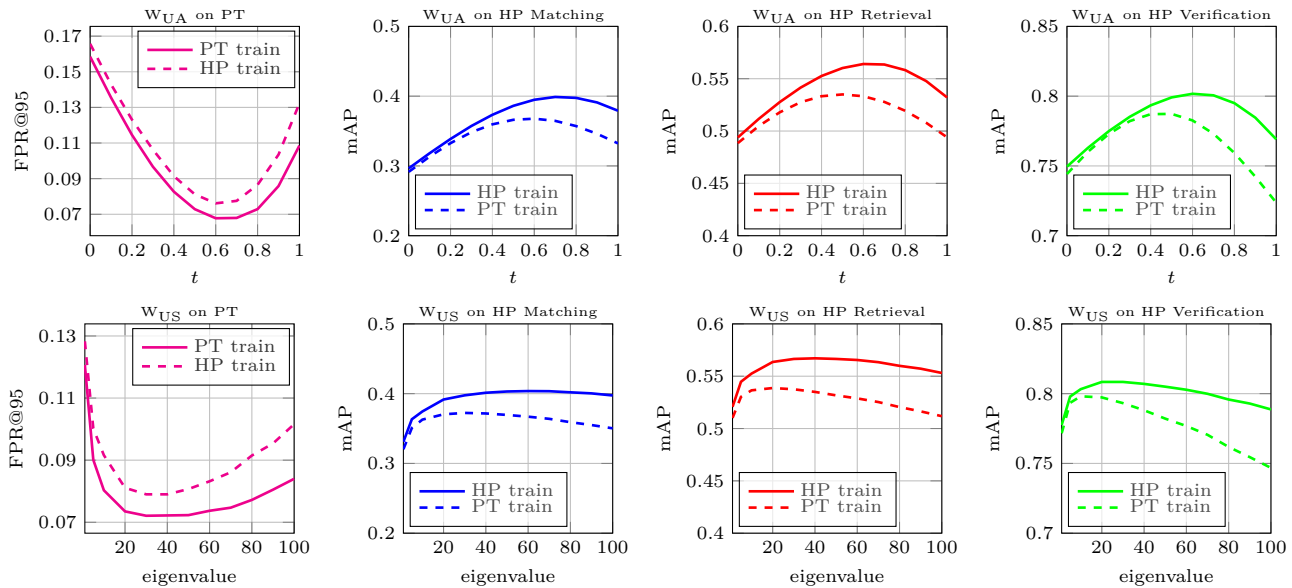 W_UA on PT
0.17
0.15
0.13
0.11
0.09
0.07
FPR@95
PT train
HP train
0 0.2 0.4 0.6 0.8 1
t
W_UA on HP Matching
0.5
0.4
0.3
0.2
mAP
HP train
PT train
0 0.2 0.4 0.6 0.8 1
t
W_UA on HP Retrieval
0.6
0.55
0.5
0.45
0.4
mAP
HP train
PT train
0 0.2 0.4 0.6 0.8 1
t
W_UA on HP Verification
0.85
0.8
0.75
0.7
mAP
HP train
PT train
0 0.2 0.4 0.6 0.8 1
t
W_US on PT
0.13
0.11
0.09
0.07
FPR@95
PT train
HP train
20 40 60 80 100
eigenvalue
W_US on HP Matching
0.5
0.4
0.3
0.2
mAP
HP train
PT train
20 40 60 80 100
eigenvalue
W_US on HP Retrieval
0.6
0.55
0.5
0.45
0.4
mAP
HP train
PT train
20 40 60 80 100
eigenvalue
W_US on HP Verification
0.85
0.8
0.75
0.7
mAP
HP train
PT train
20 40 60 80 100
eigenvalue